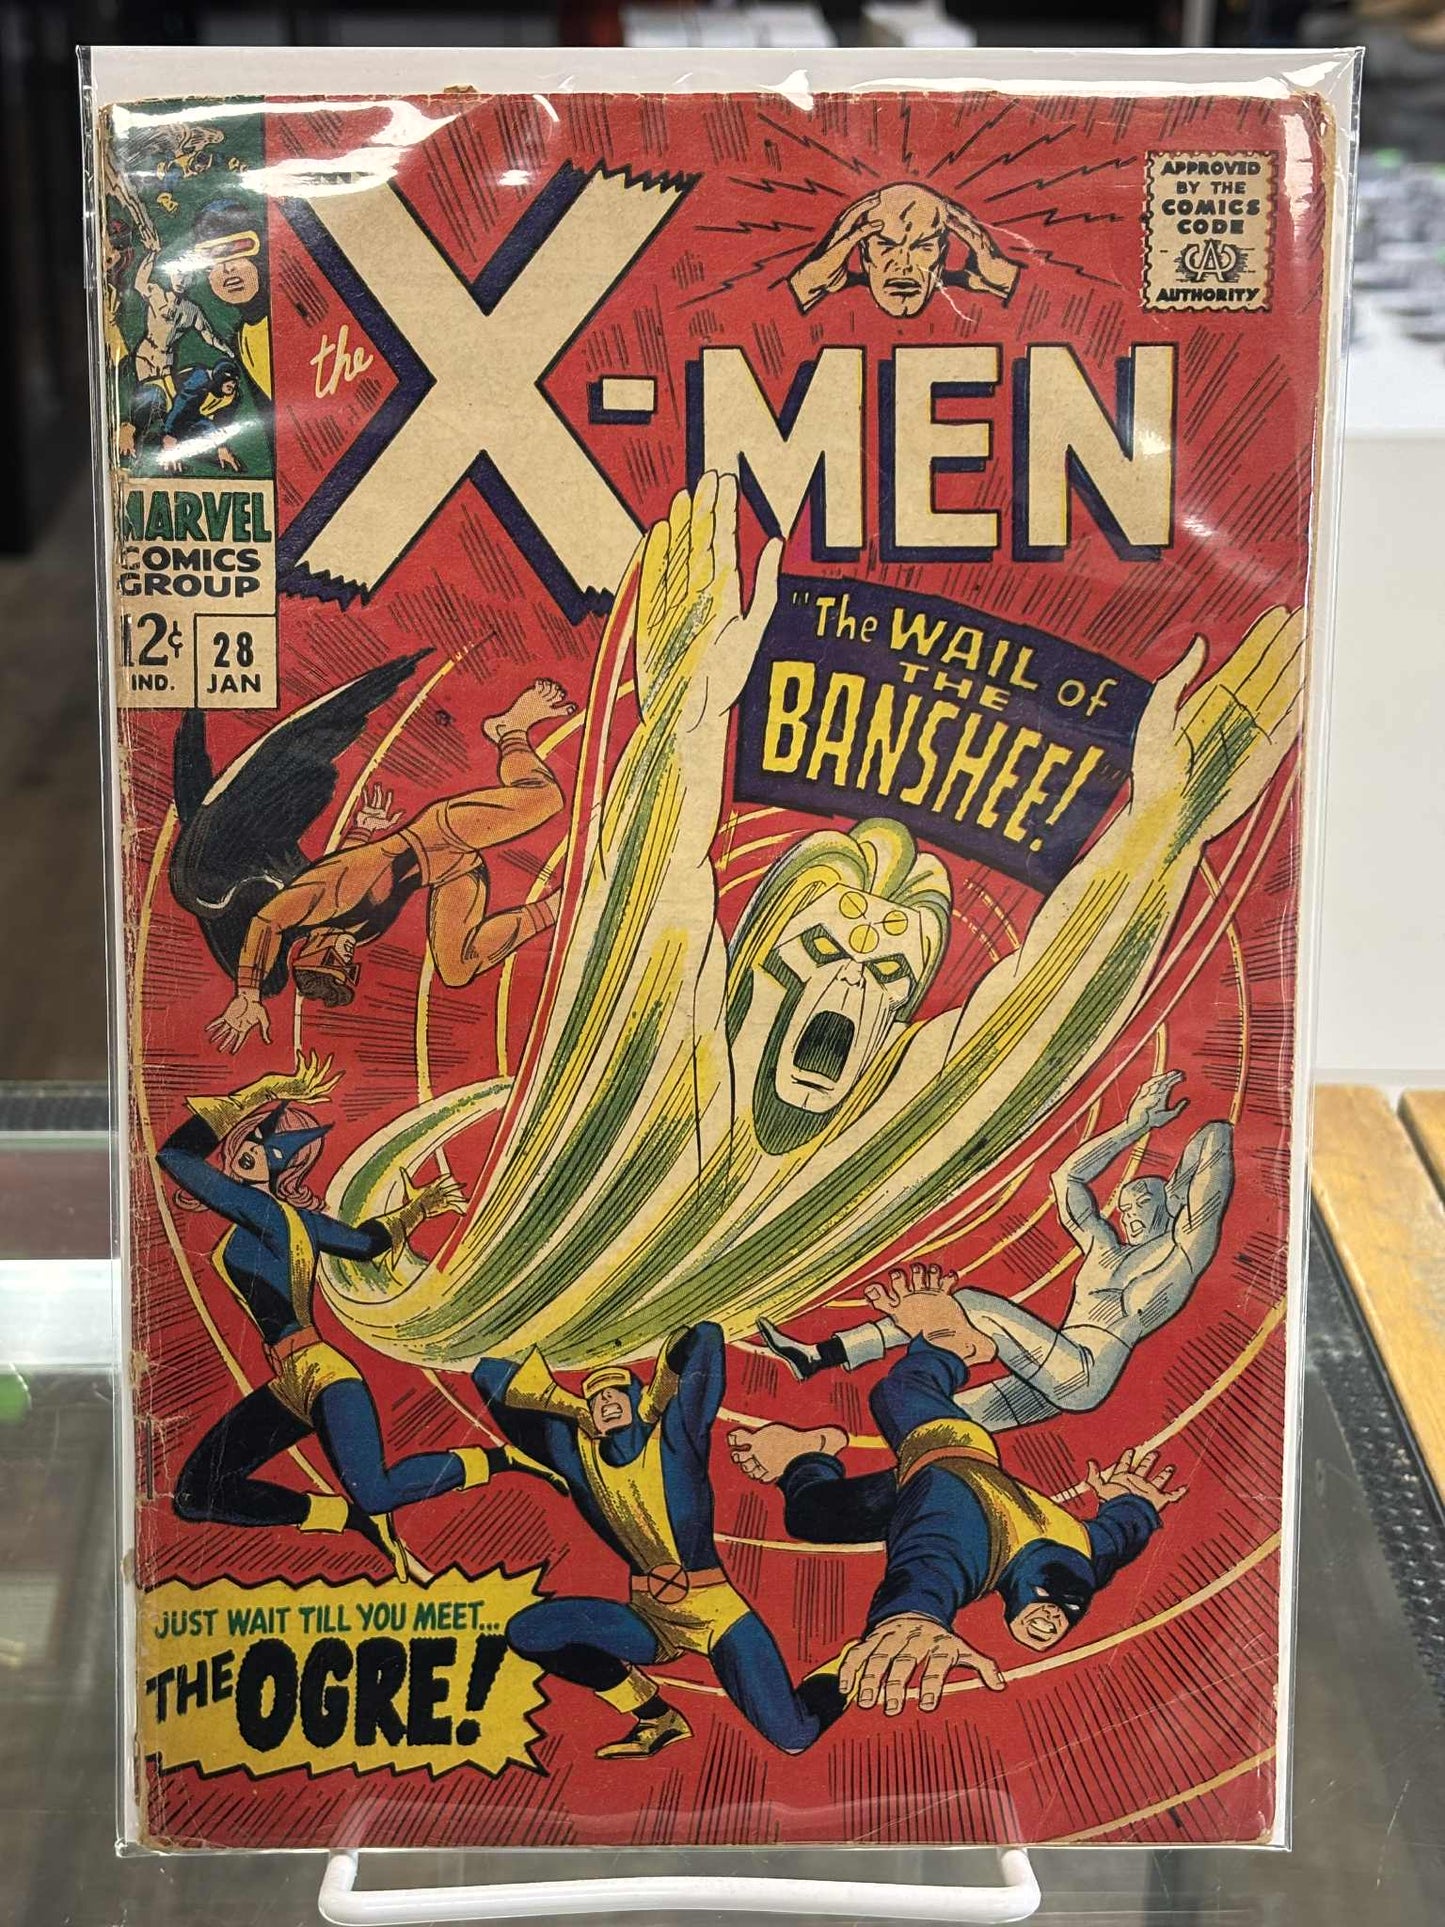 the X-MEN
APPROVED
BY THE
COMICS
CODE
CA
AUTHORITY
MARVEL
COMICS
GROUP
12¢
IND.
28
JAN
"The WAIL of
THE
BANSHEE!"
JUST WAIT TILL YOU MEET...
THE OGRE!